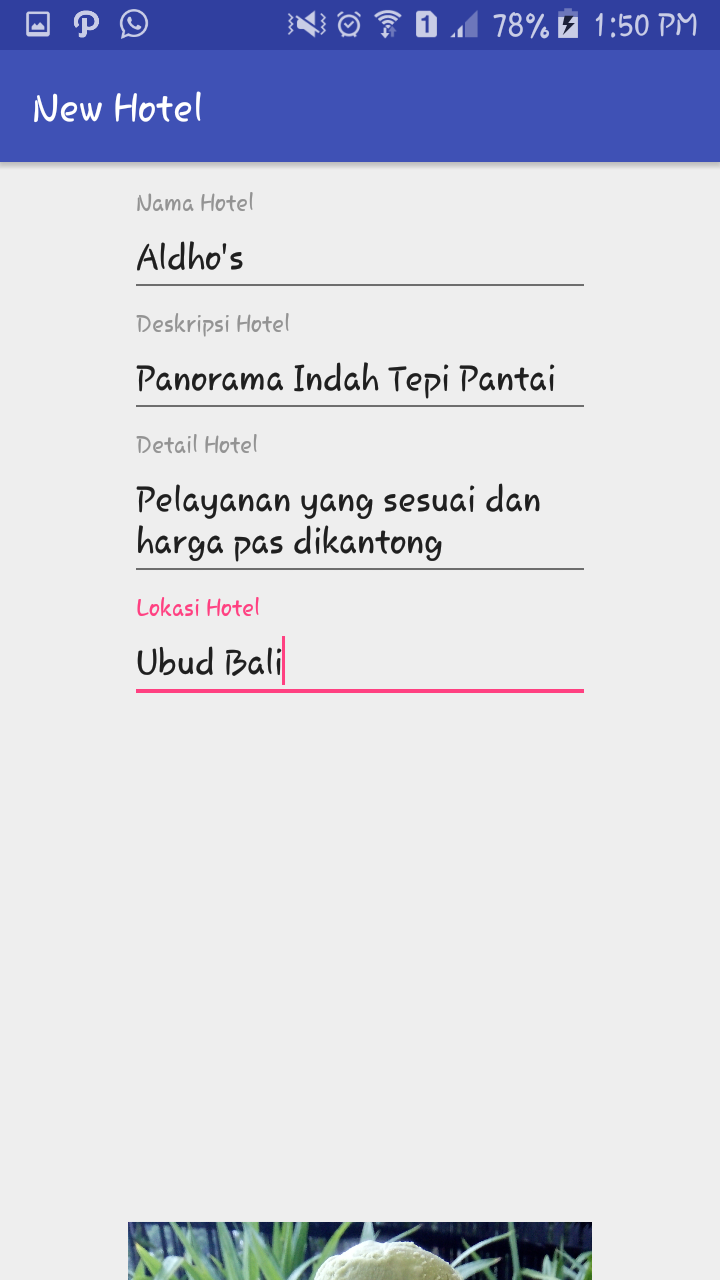 1 78% 1:50 PM
New Hotel
Nama Hotel
Aldho's
Deskripsi Hotel
Panorama Indah Tepi Pantai
Detail Hotel
Pelayanan yang sesuai dan
harga pas dikantong
Lokasi Hotel
Ubud Bali